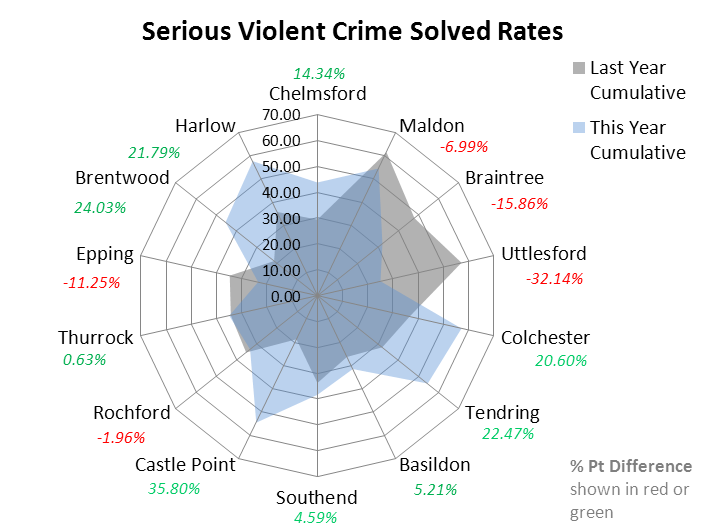 Serious Violent Crime Solved Rates
Last Year
Cumulative
This Year
Cumulative
14.34%
Chelmsford
Maldon
-6.99%
Braintree
-15.86%
Uttlesford
-32.14%
Colchester
20.60%
Tendring
22.47%
Basildon
5.21%
Southend
4.59%
Castle Point
35.80%
Rochford
-1.96%
Thurrock
0.63%
Epping
-11.25%
Brentwood
24.03%
Harlow
21.79%
70.00
60.00
50.00
40.00
30.00
20.00
10.00
0.00
% Pt Difference
shown in red or
green